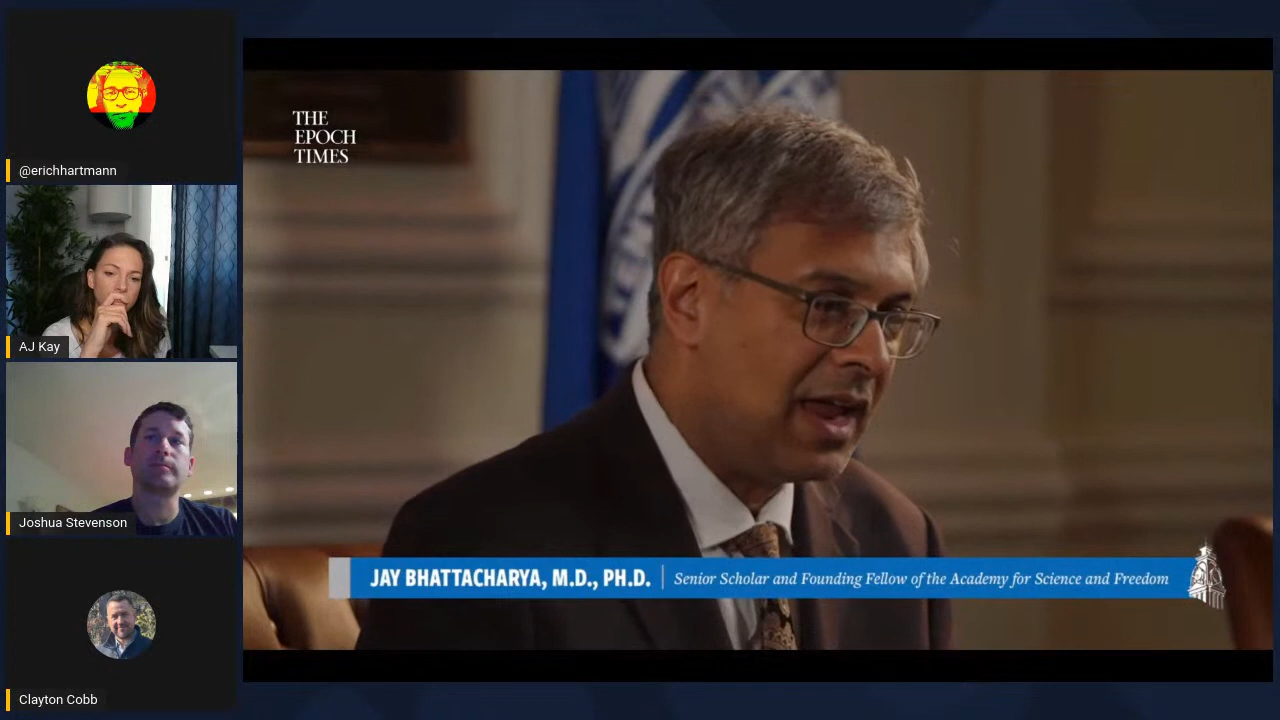 @erichhartmann
AJ Kay
Joshua Stevenson
Clayton Cobb
THE
EPOCH
TIMES
JAY BHATTACHARYA, M.D., PH.D.
Senior Scholar and Founding Fellow of the Academy for Science and Freedom